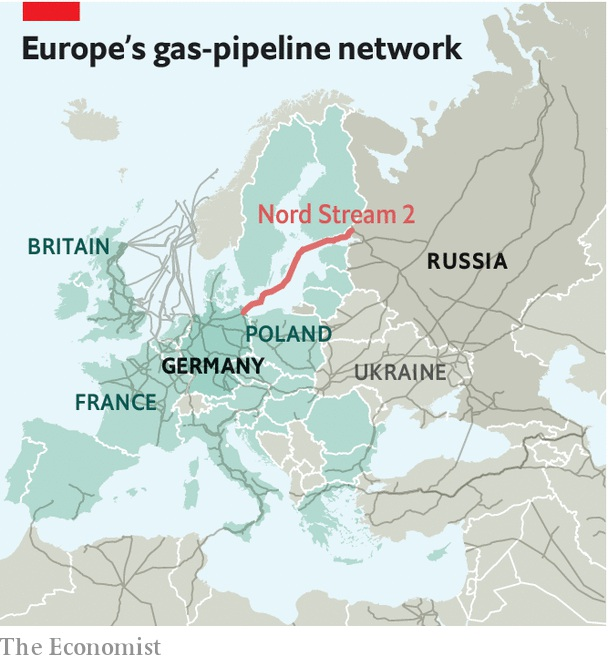 Europe's gas-pipeline network
Nord Stream 2
BRITAIN
RUSSIA
POLAND
GERMANY
UKRAINE
FRANCE
The Economist